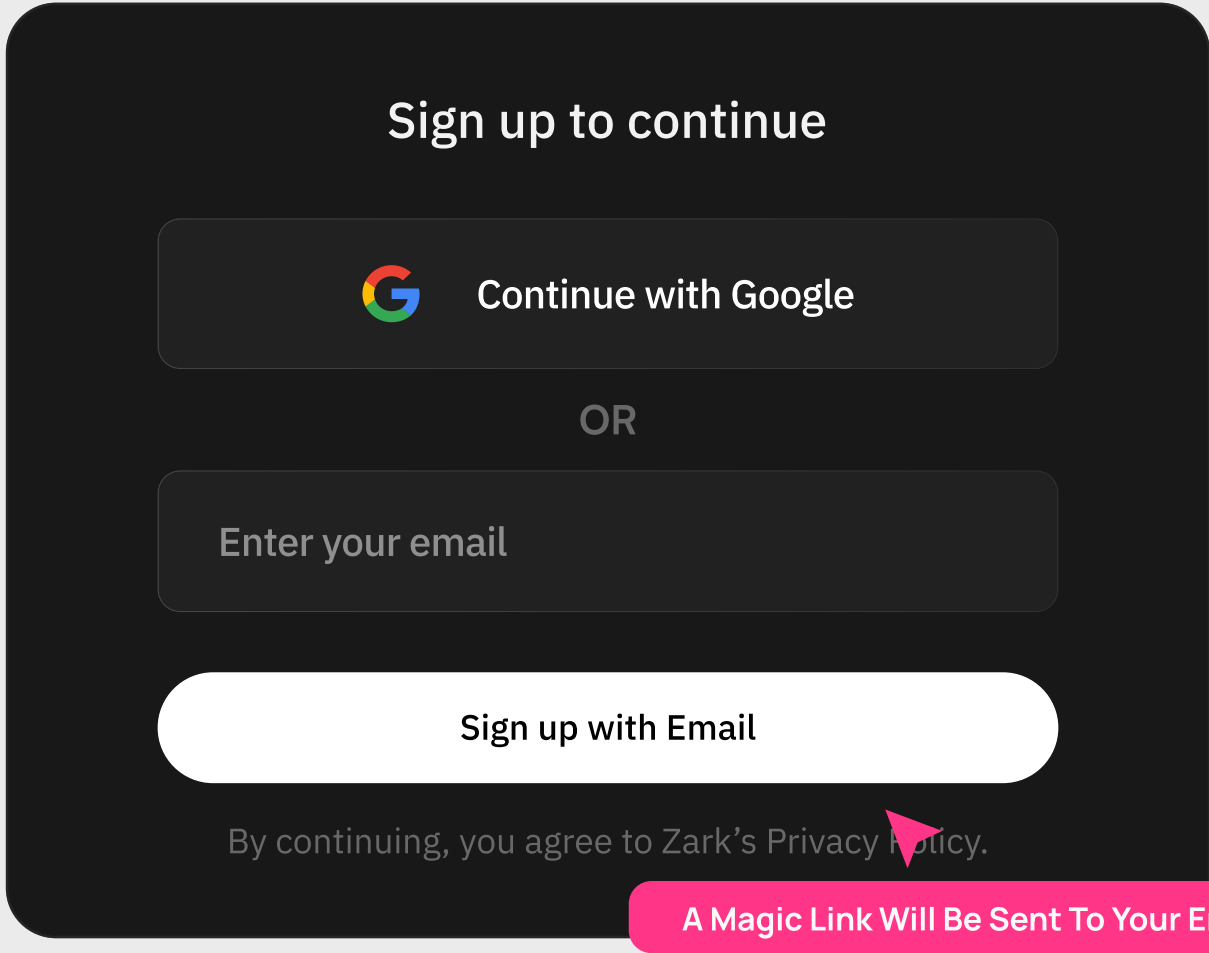 Sign up to continue
Continue with Google
OR
Enter your email
Sign up with Email
By continuing, you agree to Zark’s Privacy Policy.
A Magic Link Will Be Sent To Your